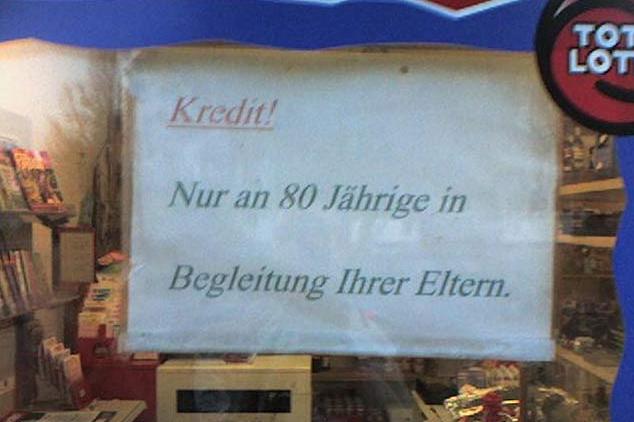 Kredit!
Nur an 80 Jährige in
Begleitung Ihrer Eltern.
TOT
LOT